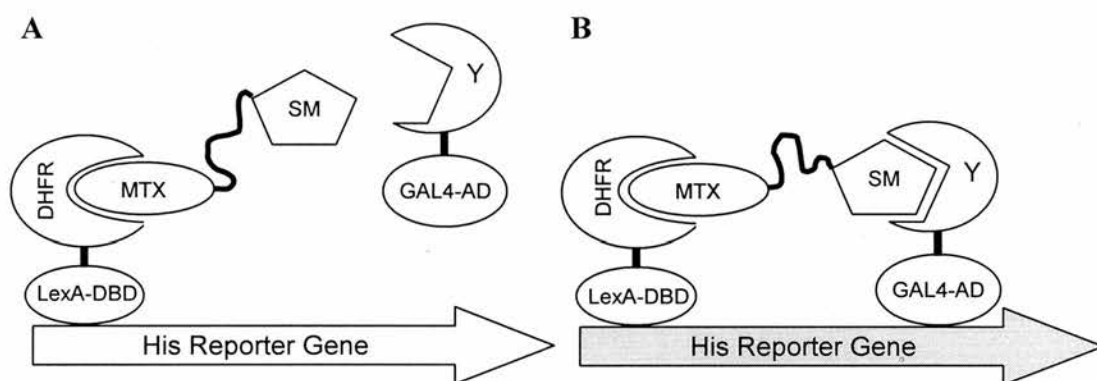 A
DHFR
MTX
SM
Y
GAL4-AD
LexA-DBD
His Reporter Gene
B
DHFR
MTX
SM
Y
GAL4-AD
LexA-DBD
His Reporter Gene